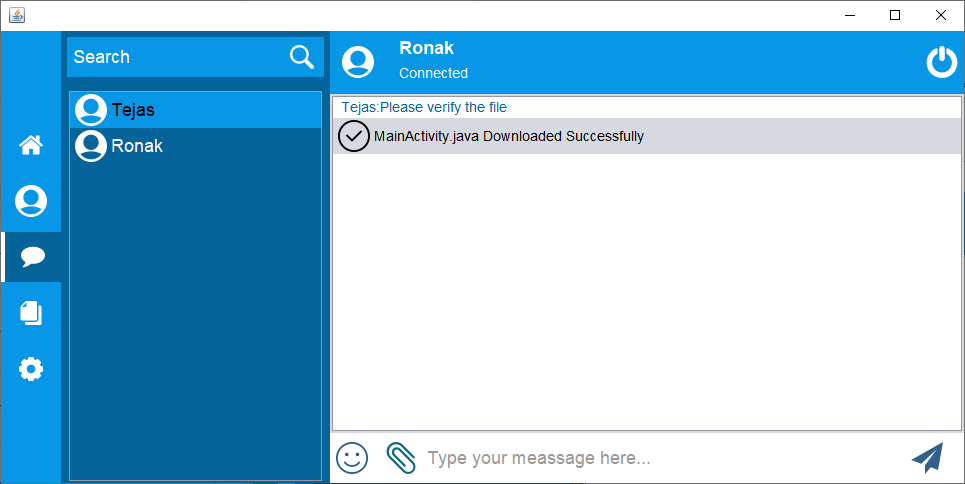 Search
Tejas
Ronak
Ronak
Connected
Tejas:Please verify the file
MainActivity.java Downloaded Successfully
Type your meassage here...